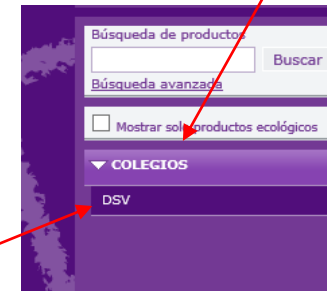 Búsqueda de productos
Buscar
Búsqueda avanzada
Mostrar solo productos ecológicos
COLEGIOS
DSV